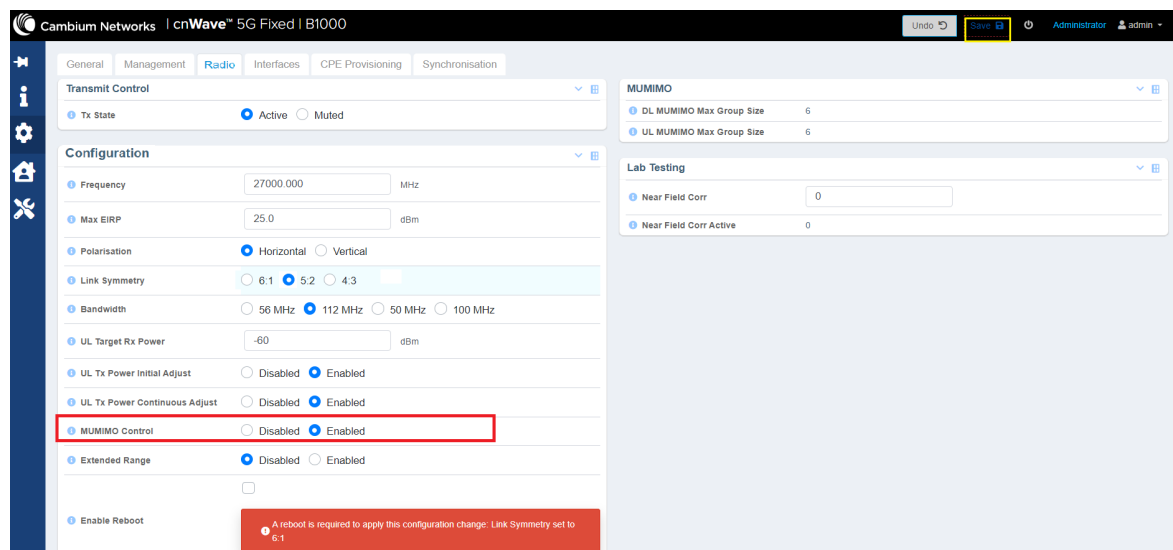 Cambium Networks | cnWave™ 5G Fixed | B1000
Undo
Save
Administrator
admin
General Management Radio Interfaces CPE Provisioning Synchronisation
Transmit Control
Tx State Active Muted
Configuration
Frequency 27000.000 MHz
Max EIRP 25.0 dBm
Polarisation Horizontal Vertical
Link Symmetry 6:1 5:2 4:3
Bandwidth 56 MHz 112 MHz 50 MHz 100 MHz
UL Target Rx Power -60 dBm
UL Tx Power Initial Adjust Disabled Enabled
UL Tx Power Continuous Adjust Disabled Enabled
MUMIMO Control Disabled Enabled
Extended Range Disabled Enabled
Enable Reboot
A reboot is required to apply this configuration change: Link Symmetry set to
6:1
MUMIMO
DL MUMIMO Max Group Size 6
UL MUMIMO Max Group Size 6
Lab Testing
Near Field Corr 0
Near Field Corr Active 0